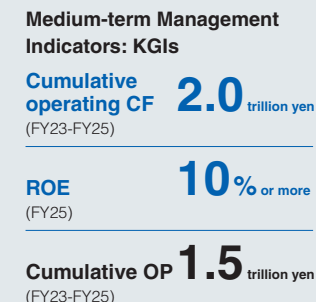 Medium-term Management
Indicators: KGIs
Cumulative
operating CF 2.0 trillion yen
(FY23-FY25)
ROE 10% or more
(FY25)
Cumulative OP 1.5 trillion yen
(FY23-FY25)